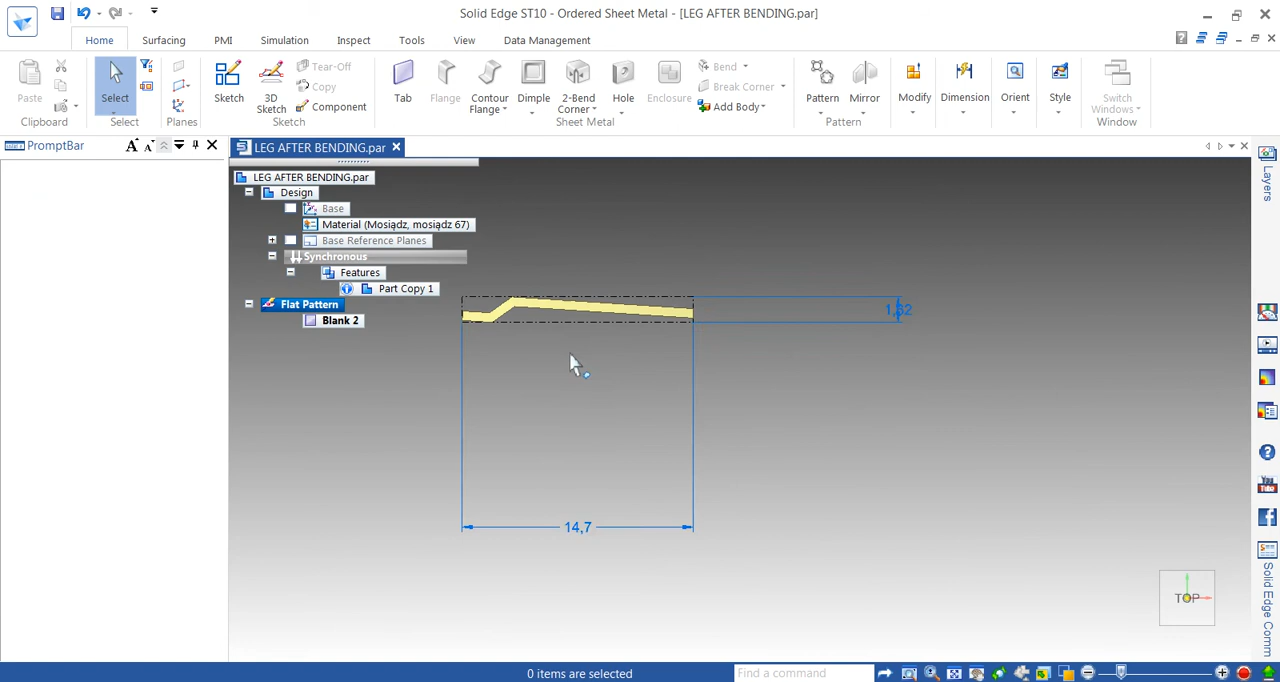 Solid Edge ST10 - Ordered Sheet Metal - [LEG AFTER BENDING.par]
Home Surfacing PMI Simulation Inspect Tools View Data Management
Paste
Clipboard
Select
Select
Planes
Sketch
3D Sketch
Tear-Off
Copy
Component
Sketch
Tab
Flange
Contour Flange
Dimple
2-Bend Corner
Hole
Enclosure
Bend
Break Corner
Add Body
Sheet Metal
Pattern
Mirror
Pattern
Modify
Dimension
Orient
Style
Switch Windows
Window
PromptBar
LEG AFTER BENDING.par
LEG AFTER BENDING.par
Design
Base
Material (Mosiądz, mosiądz 67)
Base Reference Planes
Synchronous
Features
Part Copy 1
Flat Pattern
Blank 2
14,7
TOP
Layers
You Tube
Solid Edge Comm
0 items are selected
Find a command